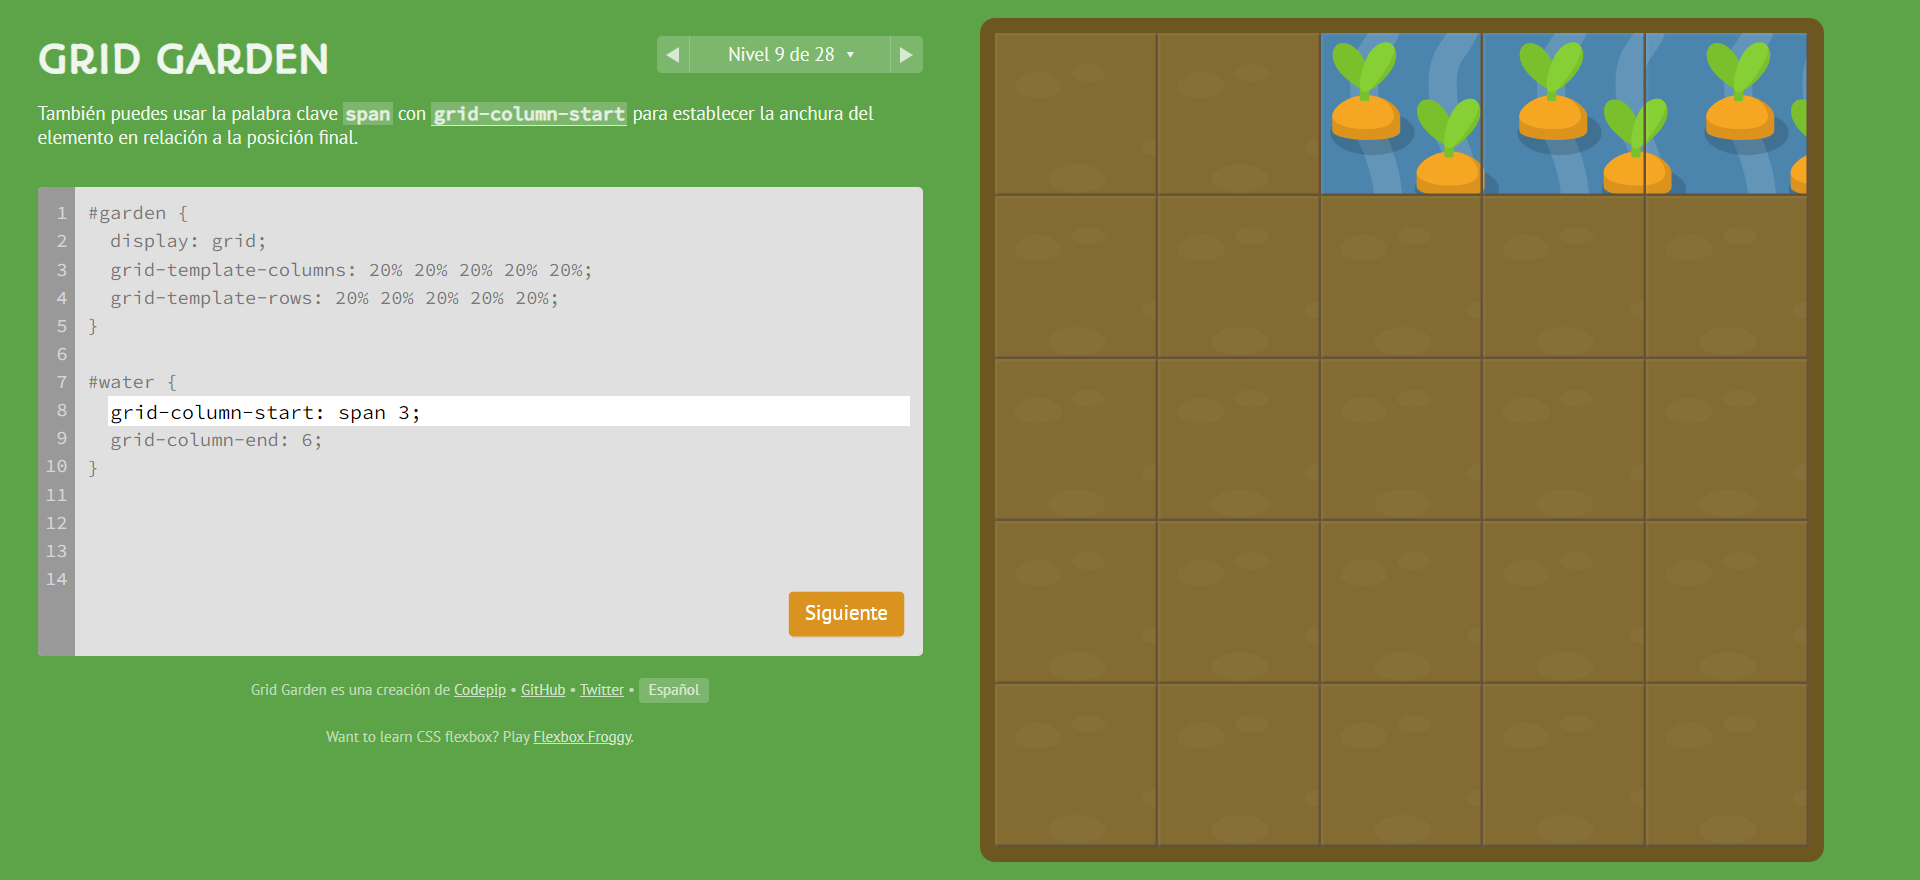 GRID GARDEN
Nivel 9 de 28
También puedes usar la palabra clave span con grid-column-start para establecer la anchura del
elemento en relación a la posición final.
1 #garden {
2 display: grid;
3 grid-template-columns: 20% 20% 20% 20% 20%;
4 grid-template-rows: 20% 20% 20% 20% 20%;
5 }
6
7 #water {
8 grid-column-start: span 3;
9 grid-column-end: 6;
10 }
11
12
13
14
Siguiente
Grid Garden es una creación de Codepip • GitHub • Twitter • Español
Want to learn CSS flexbox? Play Flexbox Froggy.